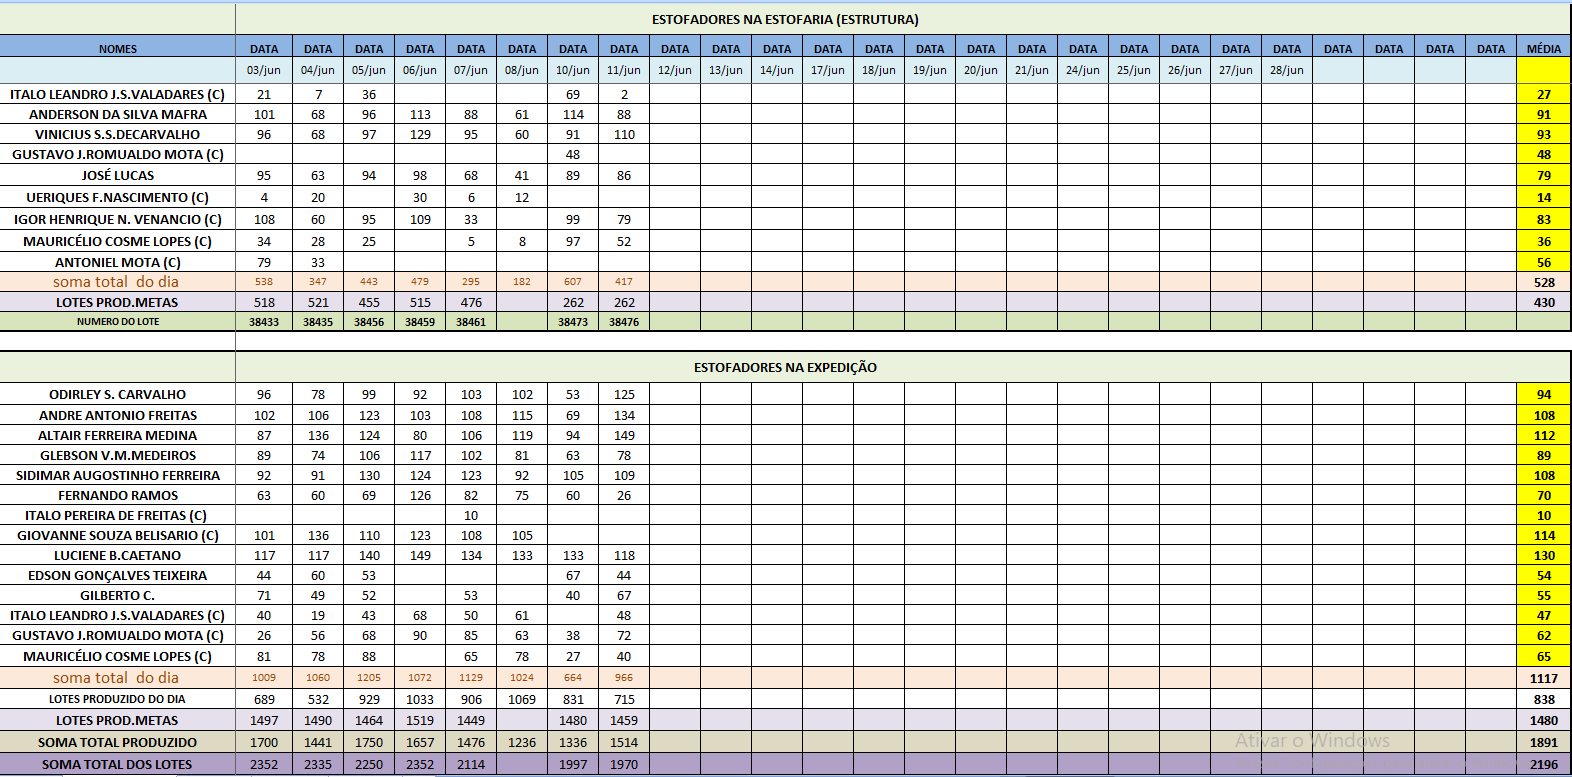 ESTOFADORES NA ESTOFARIA (ESTRUTURA)
NOMES DATA DATA DATA DATA DATA DATA DATA DATA DATA DATA DATA DATA DATA DATA DATA DATA DATA DATA DATA DATA DATA DATA DATA DATA DATA MÉDIA
03/jun 04/jun 05/jun 06/jun 07/jun 08/jun 10/jun 11/jun 12/jun 13/jun 14/jun 17/jun 18/jun 19/jun 20/jun 21/jun 24/jun 25/jun 26/jun 27/jun 28/jun
ITALO LEANDRO J.S.VALADARES (C) 21 7 36 69 2 27
ANDERSON DA SILVA MAFRA 101 68 96 113 88 61 114 88 91
VINICIUS S.S.DECARVALHO 96 68 97 129 95 60 91 110 93
GUSTAVO J.ROMUALDO MOTA (C) 48 48
JOSÉ LUCAS 95 63 94 98 68 41 89 86 79
UERIQUES F.NASCIMENTO (C) 4 20 30 6 12 14
IGOR HENRIQUE N. VENANCIO (C) 108 60 95 109 33 99 79 83
MAURICÉLIO COSME LOPES (C) 34 28 25 5 8 97 52 36
ANTONIEL MOTA (C) 79 33 56
soma total do dia 538 347 443 479 295 182 607 417 528
LOTES PROD.METAS 518 521 455 515 476 262 262 430
NUMERO DO LOTE 38433 38435 38456 38459 38461 38473 38476
ESTOFADORES NA EXPEDIÇÃO
ODIRLEY S. CARVALHO 96 78 99 92 103 102 53 125 94
ANDRE ANTONIO FREITAS 102 106 123 103 108 115 69 134 108
ALTAIR FERREIRA MEDINA 87 136 124 80 106 119 94 149 112
GLEBSON V.M.MEDEIROS 89 74 106 117 102 81 63 78 89
SIDIMAR AUGOSTINHO FERREIRA 92 91 130 124 123 92 105 109 108
FERNANDO RAMOS 63 60 69 126 82 75 60 26 70
ITALO PEREIRA DE FREITAS (C) 10 10
GIOVANNE SOUZA BELISARIO (C) 101 136 110 123 108 105 114
LUCIENE B.CAETANO 117 117 140 149 134 133 133 118 130
EDSON GONÇALVES TEIXEIRA 44 60 53 67 44 54
GILBERTO C. 71 49 52 53 40 67 55
ITALO LEANDRO J.S.VALADARES (C) 40 19 43 68 50 61 48 47
GUSTAVO J.ROMUALDO MOTA (C) 26 56 68 90 85 63 38 72 62
MAURICÉLIO COSME LOPES (C) 81 78 88 65 78 27 40 65
soma total do dia 1009 1060 1205 1072 1129 1024 664 966 1117
LOTES PRODUZIDO DO DIA 689 532 929 1033 906 1069 831 715 838
LOTES PROD.METAS 1497 1490 1464 1519 1449 1480 1459 1480
SOMA TOTAL PRODUZIDO 1700 1441 1750 1657 1476 1236 1336 1514 1891
Ativar o Windows
SOMA TOTAL DOS LOTES 2352 2335 2250 2352 2114 1997 1970 2196